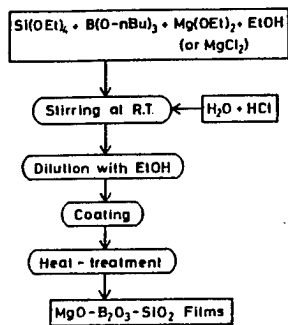 Si(OEt)₄ + B(O-nBu)₃ + Mg(OEt)₂ + EtOH
(or MgCl₂)
Stirring at R.T.
H₂O + HCl
Dilution with EtOH
Coating
Heat-treatment
MgO-B₂O₃-SiO₂ Films